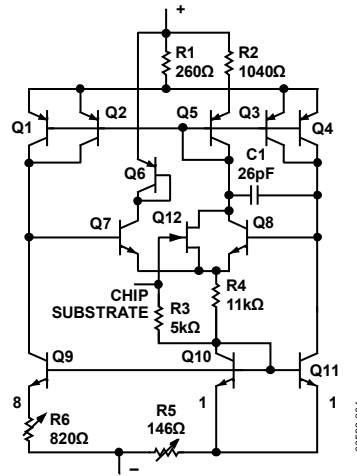 +
R1
260Ω
R2
1040Ω
Q1
Q2
Q5
Q3
Q4
C1
26pF
Q6
Q7
Q12
Q8
CHIP
SUBSTRATE
R4
11kΩ
R3
5kΩ
Q9
Q10
Q11
8
1
1
R6
820Ω
R5
146Ω
–